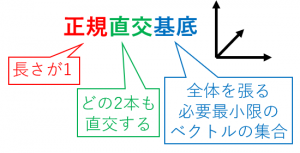 正規直交基底
長さが1
どの2本も
直交する
全体を張る
必要最小限の
ベクトルの集合